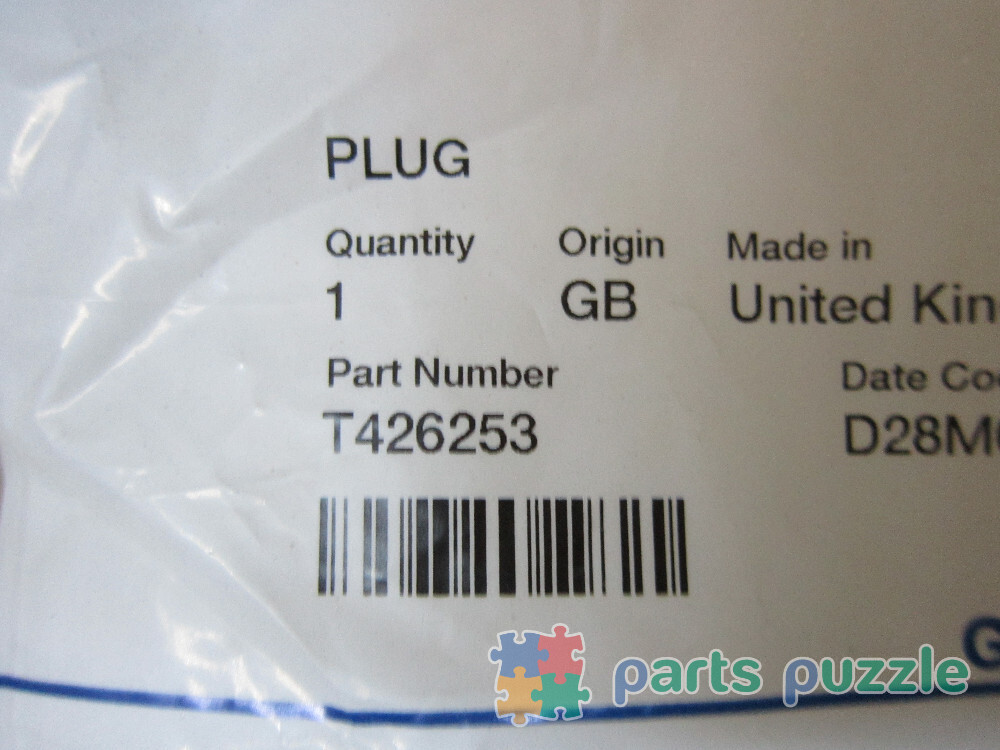 PLUG
Quantity Origin Made in
1 GB United Kin
Part Number Date Co
T426253 D28M
G
parts puzzle